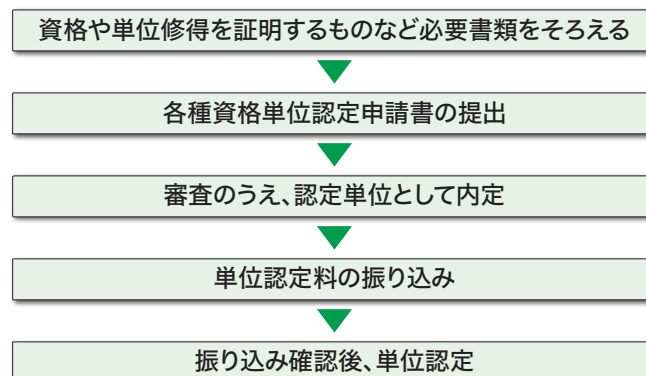 資格や単位修得を証明するものなど必要書類をそろえる
各種資格単位認定申請書の提出
審査のうえ、認定単位として内定
単位認定料の振り込み
振り込み確認後、単位認定